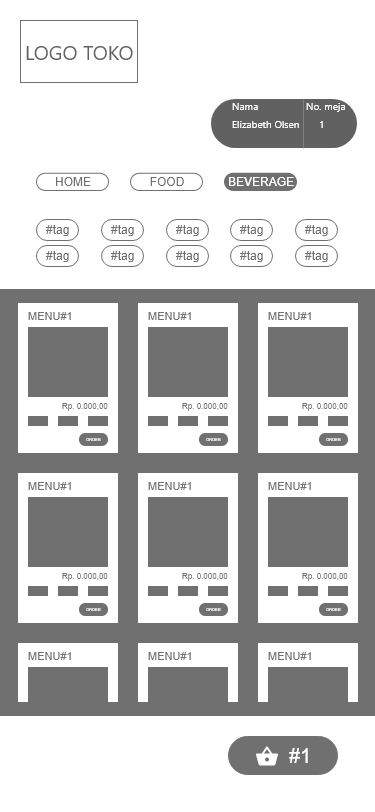 LOGO TOKO
Nama No. meja
Elizabeth Olsen 1
HOME FOOD BEVERAGE
#tag #tag #tag #tag #tag
#tag #tag #tag #tag #tag
MENU#1 MENU#1 MENU#1
Rp. 0.000,00 Rp. 0.000,00 Rp. 0.000,00
ORDER ORDER ORDER
MENU#1 MENU#1 MENU#1
Rp. 0.000,00 Rp. 0.000,00 Rp. 0.000,00
ORDER ORDER ORDER
MENU#1 MENU#1 MENU#1
#1